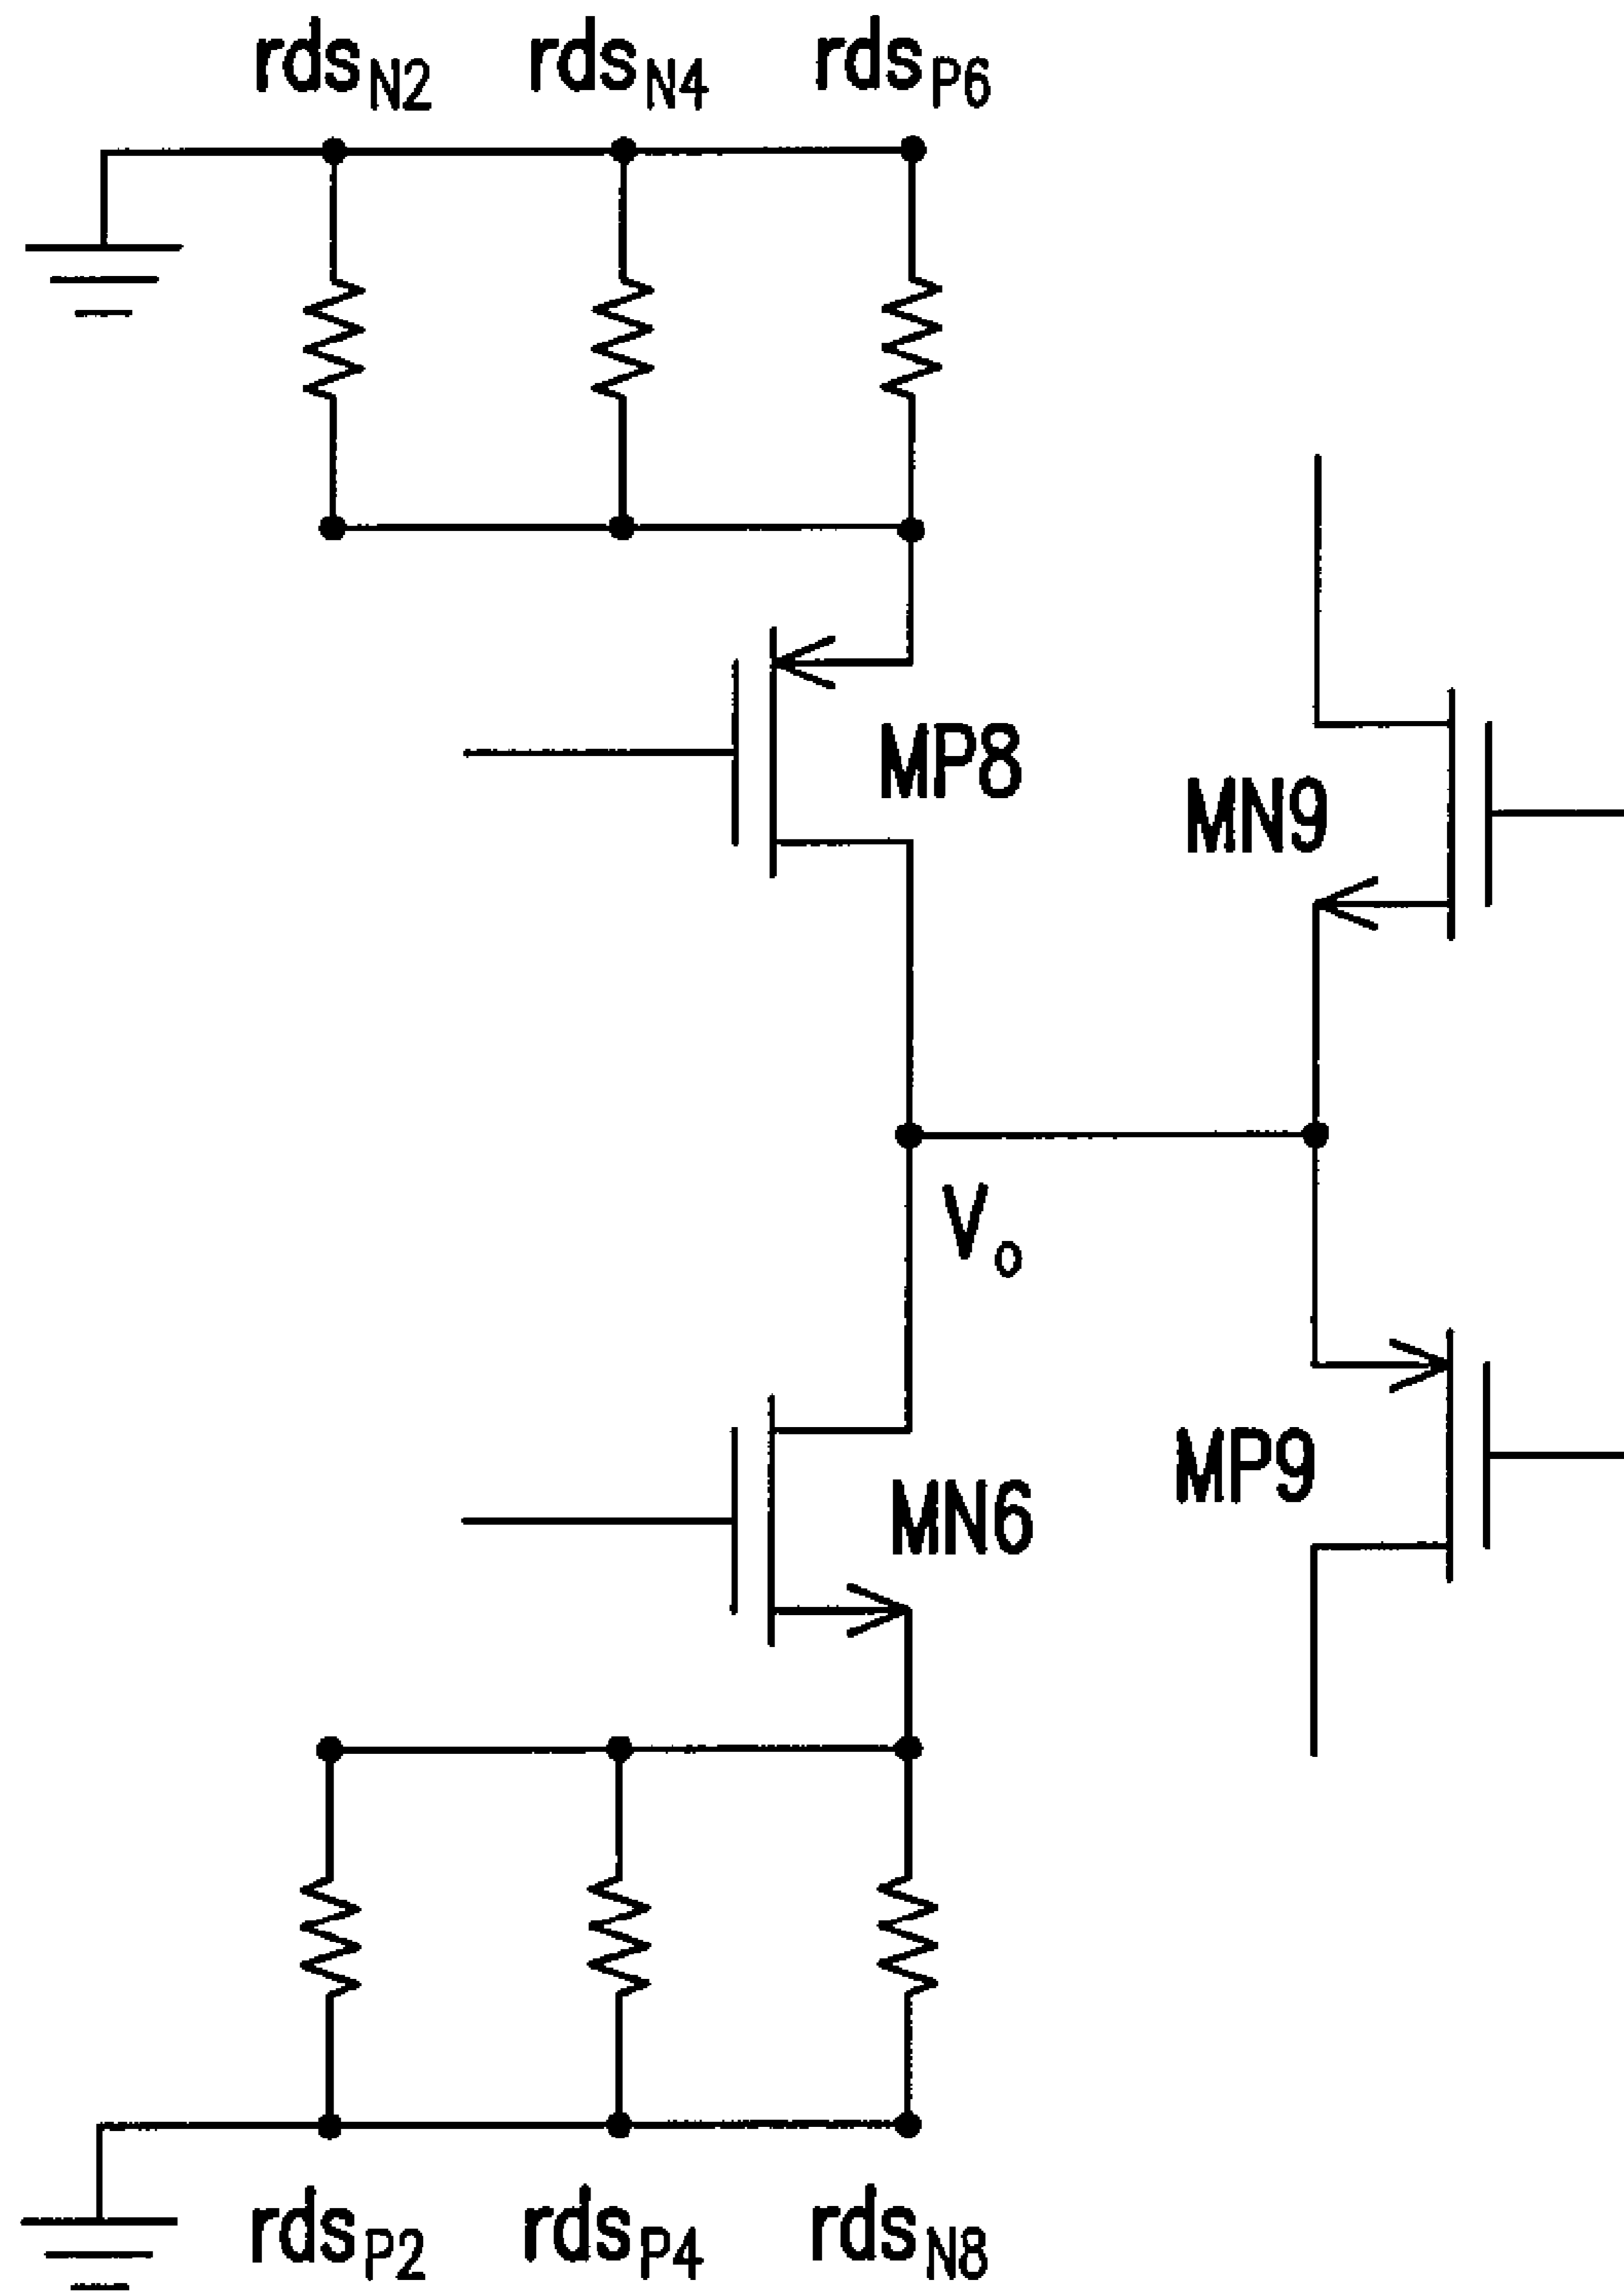 rdsN2 rdsN4 rdsP6
MP8
MN9
Vo
MP9
MN6
rdsP2 rdsP4 rdsN8